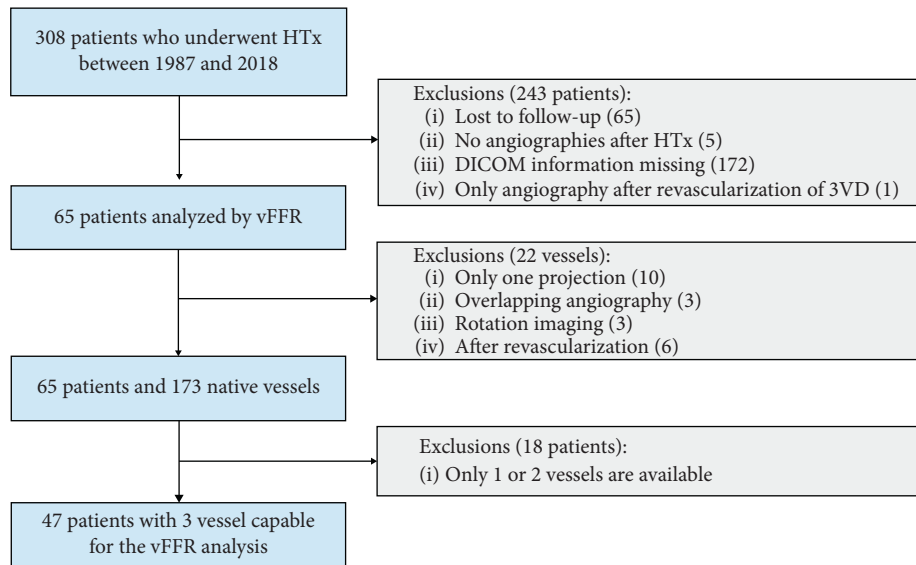 308 patients who underwent HTx
between 1987 and 2018
Exclusions (243 patients):
(i) Lost to follow-up (65)
(ii) No angiographies after HTx (5)
(iii) DICOM information missing (172)
(iv) Only angiography after revascularization of 3VD (1)
65 patients analyzed by vFFR
Exclusions (22 vessels):
(i) Only one projection (10)
(ii) Overlapping angiography (3)
(iii) Rotation imaging (3)
(iv) After revascularization (6)
65 patients and 173 native vessels
Exclusions (18 patients):
(i) Only 1 or 2 vessels are available
47 patients with 3 vessel capable
for the vFFR analysis